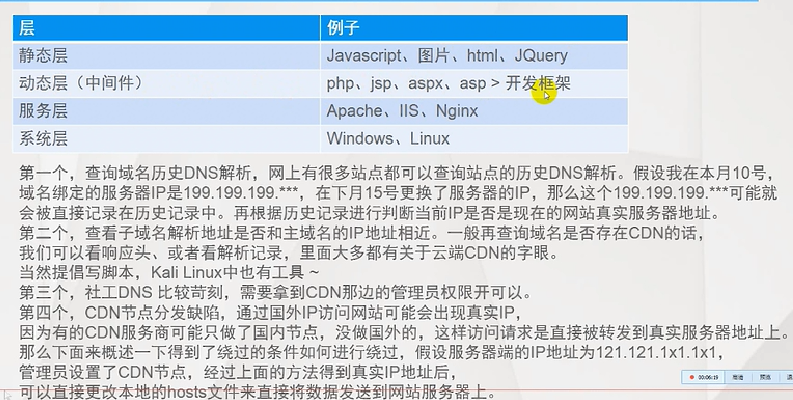 层 例子
静态层 Javascript、图片、html、JQuery
动态层（中间件） php、jsp、aspx、asp > 开发框架
服务层 Apache、IIS、Nginx
系统层 Windows、Linux
第一个，查询域名历史DNS解析，网上有很多站点都可以查询站点的历史DNS解析。假设我在本月10号，
域名绑定的服务器IP是199.199.199.***，在下月15号更换了服务器的IP，那么这个199.199.199.***可能就
会被直接记录在历史记录中。再根据历史记录进行判断当前IP是否是现在的网站真实服务器地址。
第二个，查看子域名解析地址是否和主域名的IP地址相近。一般再查询域名是否存在CDN的话，
我们可以看响应头、或者看解析记录，里面大多都有关于云端CDN的字眼。
当然提倡写脚本，Kali Linux中也有工具 ~
第三个，社工DNS 比较苛刻，需要拿到CDN那边的管理员权限开可以。
第四个，CDN节点分发缺陷，通过国外IP访问网站可能会出现真实IP，
因为有的CDN服务商可能只做了国内节点，没做国外的，这样访问请求是直接被转发到真实服务器地址上。
那么下面来概述一下得到了绕过的条件如何进行绕过，假设服务器端的IP地址为121.121.1x1.1x1，
管理员设置了CDN节点，经过上面的方法得到真实IP地址后，
可以直接更改本地的hosts文件来直接将数据发送到网站服务器上。
00:06:19